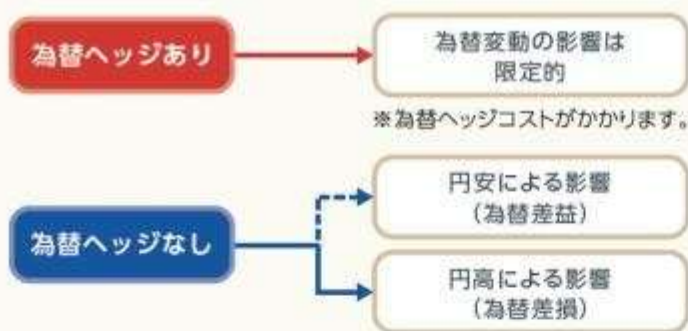 為替ヘッジあり
為替変動の影響は
限定的
※為替ヘッジコストがかかります。
為替ヘッジなし
円安による影響
(為替差益)
円高による影響
(為替差損)